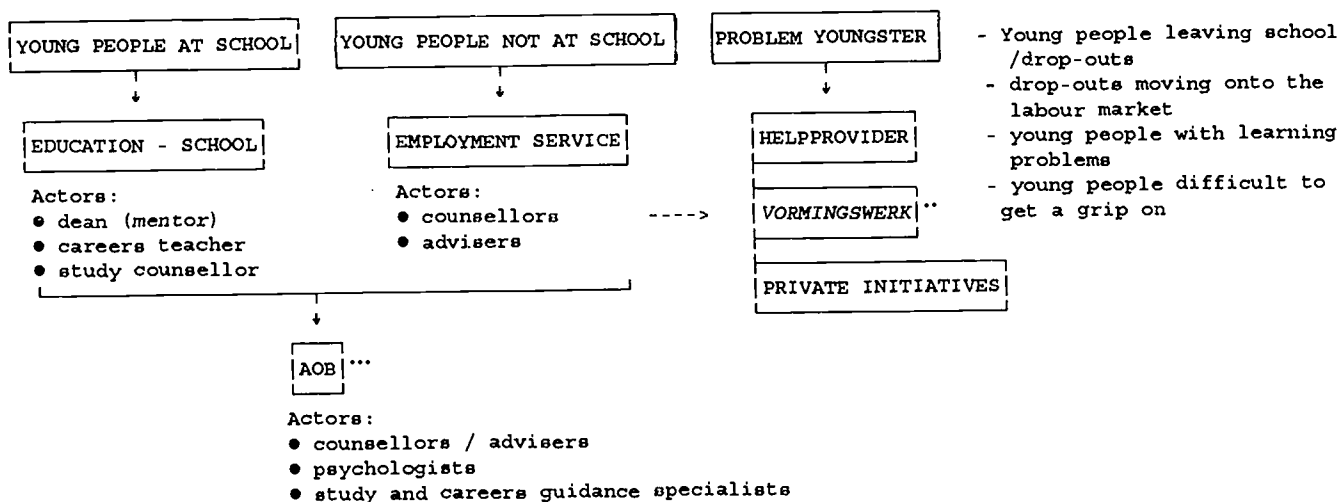 YOUNG PEOPLE AT SCHOOL
YOUNG PEOPLE NOT AT SCHOOL
PROBLEM YOUNGSTER
- Young people leaving school
/drop-outs
- drop-outs moving onto the
labour market
- young people with learning
problems
- young people difficult to
get a grip on
EDUCATION - SCHOOL
Actors:
● dean (mentor)
● careers teacher
● study counsellor
EMPLOYMENT SERVICE
Actors:
● counsellors
● advisers
---->
HELPPROVIDER
VORMINGSWERK ••
PRIVATE INITIATIVES
AOB •••
Actors:
● counsellors / advisers
● psychologists
● study and careers guidance specialists